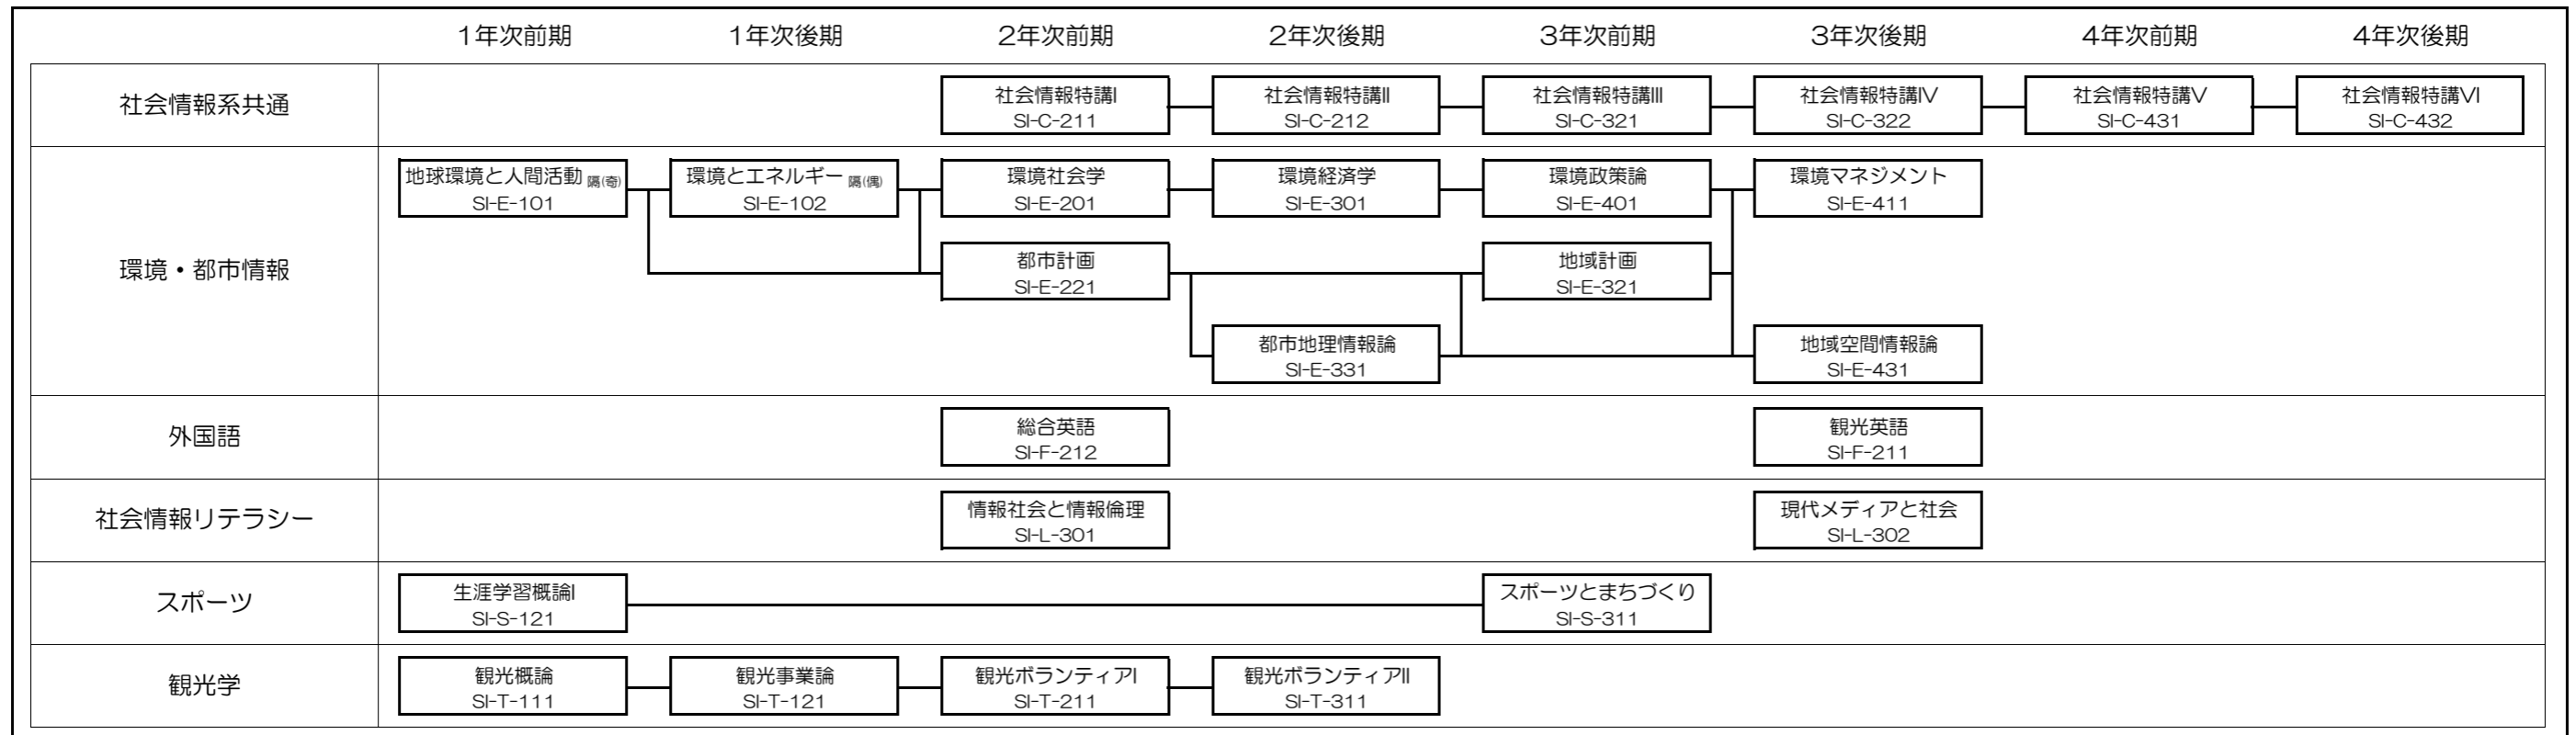 1年次前期 1年次後期 2年次前期 2年次後期 3年次前期 3年次後期 4年次前期 4年次後期
社会情報系共通
社会情報特講I
SI-C-211
社会情報特講II
SI-C-212
社会情報特講III
SI-C-321
社会情報特講IV
SI-C-322
社会情報特講V
SI-C-431
社会情報特講VI
SI-C-432
環境・都市情報
地球環境と人間活動 隔(奇)
SI-E-101
環境とエネルギー 隔(偶)
SI-E-102
環境社会学
SI-E-201
環境経済学
SI-E-301
環境政策論
SI-E-401
環境マネジメント
SI-E-411
都市計画
SI-E-221
地域計画
SI-E-321
都市地理情報論
SI-E-331
地域空間情報論
SI-E-431
外国語
総合英語
SI-F-212
観光英語
SI-F-211
社会情報リテラシー
情報社会と情報倫理
SI-L-301
現代メディアと社会
SI-L-302
スポーツ
生涯学習概論I
SI-S-121
スポーツとまちづくり
SI-S-311
観光学
観光概論
SI-T-111
観光事業論
SI-T-121
観光ボランティアI
SI-T-211
観光ボランティアII
SI-T-311